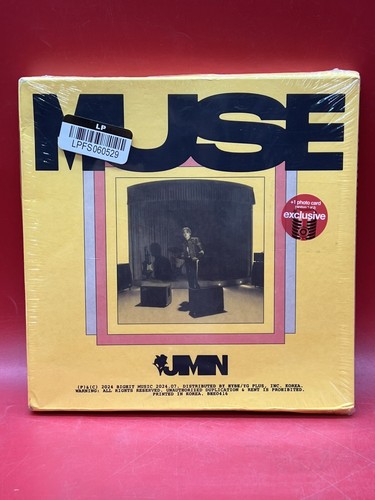 MUSE
LP
LPFS060529
+1 photo card
exclusive
JIMIN
(P)&(C) 2024 BIGHIT MUSIC 2024.07. DISTRIBUTED BY HYBE/YG PLUS, INC. KOREA.
WARNING: ALL RIGHTS RESERVED. UNAUTHORIZED DUPLICATION & RENT IS PROHIBITED.
PRINTED IN KOREA. BHE0416